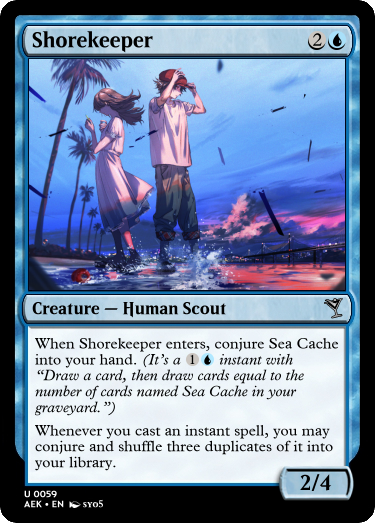 Shorekeeper 2
Creature — Human Scout
When Shorekeeper enters, conjure Sea Cache
into your hand. (It's a 1 instant with
“Draw a card, then draw cards equal to the
number of cards named Sea Cache in your
graveyard.”)
Whenever you cast an instant spell, you may
conjure and shuffle three duplicates of it into
your library.
2/4
U 0059
AEK • EN syo5